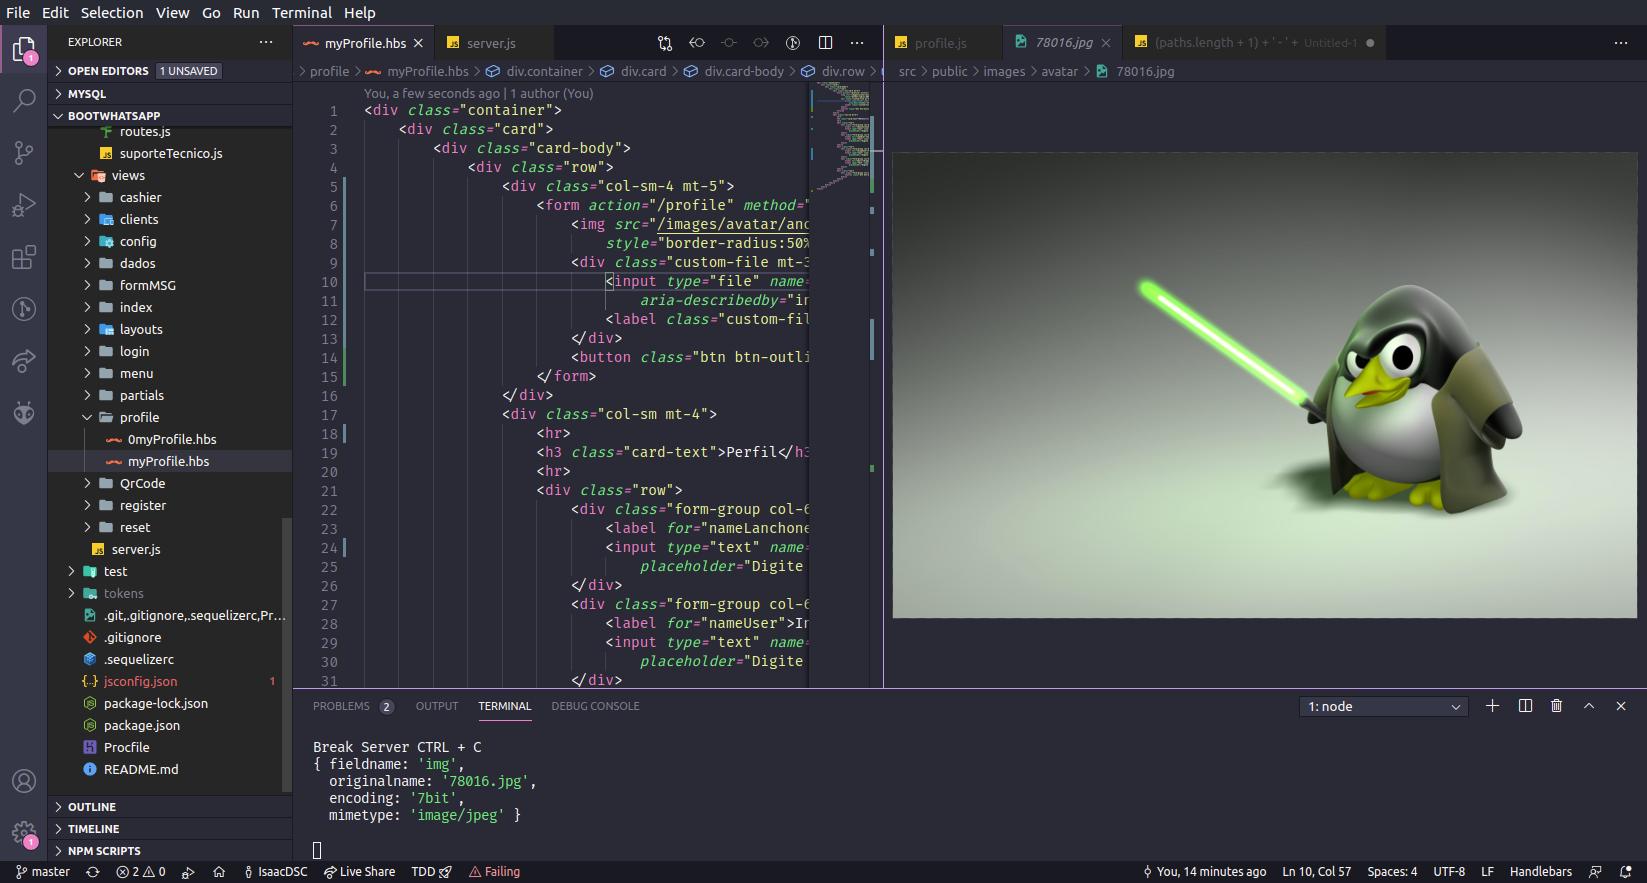 File Edit Selection View Go Run Terminal Help
EXPLORER
OPEN EDITORS 1 UNSAVED
MYSQL
BOOTWHATSAPP
routes.js
suporteTecnico.js
views
cashier
clients
config
dados
formMSG
index
layouts
login
menu
partials
profile
0myProfile.hbs
myProfile.hbs
QrCode
register
reset
server.js
test
tokens
.git,.gitignore,.sequelizerc,Pr...
.gitignore
.sequelizerc
jsconfig.json 1
package-lock.json
package.json
Procfile
README.md
OUTLINE
TIMELINE
NPM SCRIPTS
myProfile.hbs server.js
profile > myProfile.hbs > div.container > div.card > div.card-body > div.row >
You, a few seconds ago | 1 author (You)
1 <div class="container">
2 <div class="card">
3 <div class="card-body">
4 <div class="row">
5 <div class="col-sm-4 mt-5">
6 <form action="/profile" method="
7 <img src="/images/avatar/anc
8 style="border-radius:50%
9 <div class="custom-file mt-3
10 <input type="file" name=
11 aria-describedby="in
12 <label class="custom-fil
13 </div>
14 <button class="btn btn-outli
15 </form>
16 </div>
17 <div class="col-sm mt-4">
18 <hr>
19 <h3 class="card-text">Perfil</h3
20 <hr>
21 <div class="row">
22 <div class="form-group col-6
23 <label for="nameLanchone
24 <input type="text" name=
25 placeholder="Digite
26 </div>
27 <div class="form-group col-6
28 <label for="nameUser">In
29 <input type="text" name=
30 placeholder="Digite
31 </div>
profile.js 78016.jpg (paths.length + 1) + '-' + Untitled-1
src > public > images > avatar > 78016.jpg
PROBLEMS 2 OUTPUT TERMINAL DEBUG CONSOLE 1: node
Break Server CTRL + C
{ fieldname: 'img',
originalname: '78016.jpg',
encoding: '7bit',
mimetype: 'image/jpeg' }
master 2 0 IsaacDSC Live Share TDD Failing You, 14 minutes ago Ln 10, Col 57 Spaces: 4 UTF-8 LF Handlebars